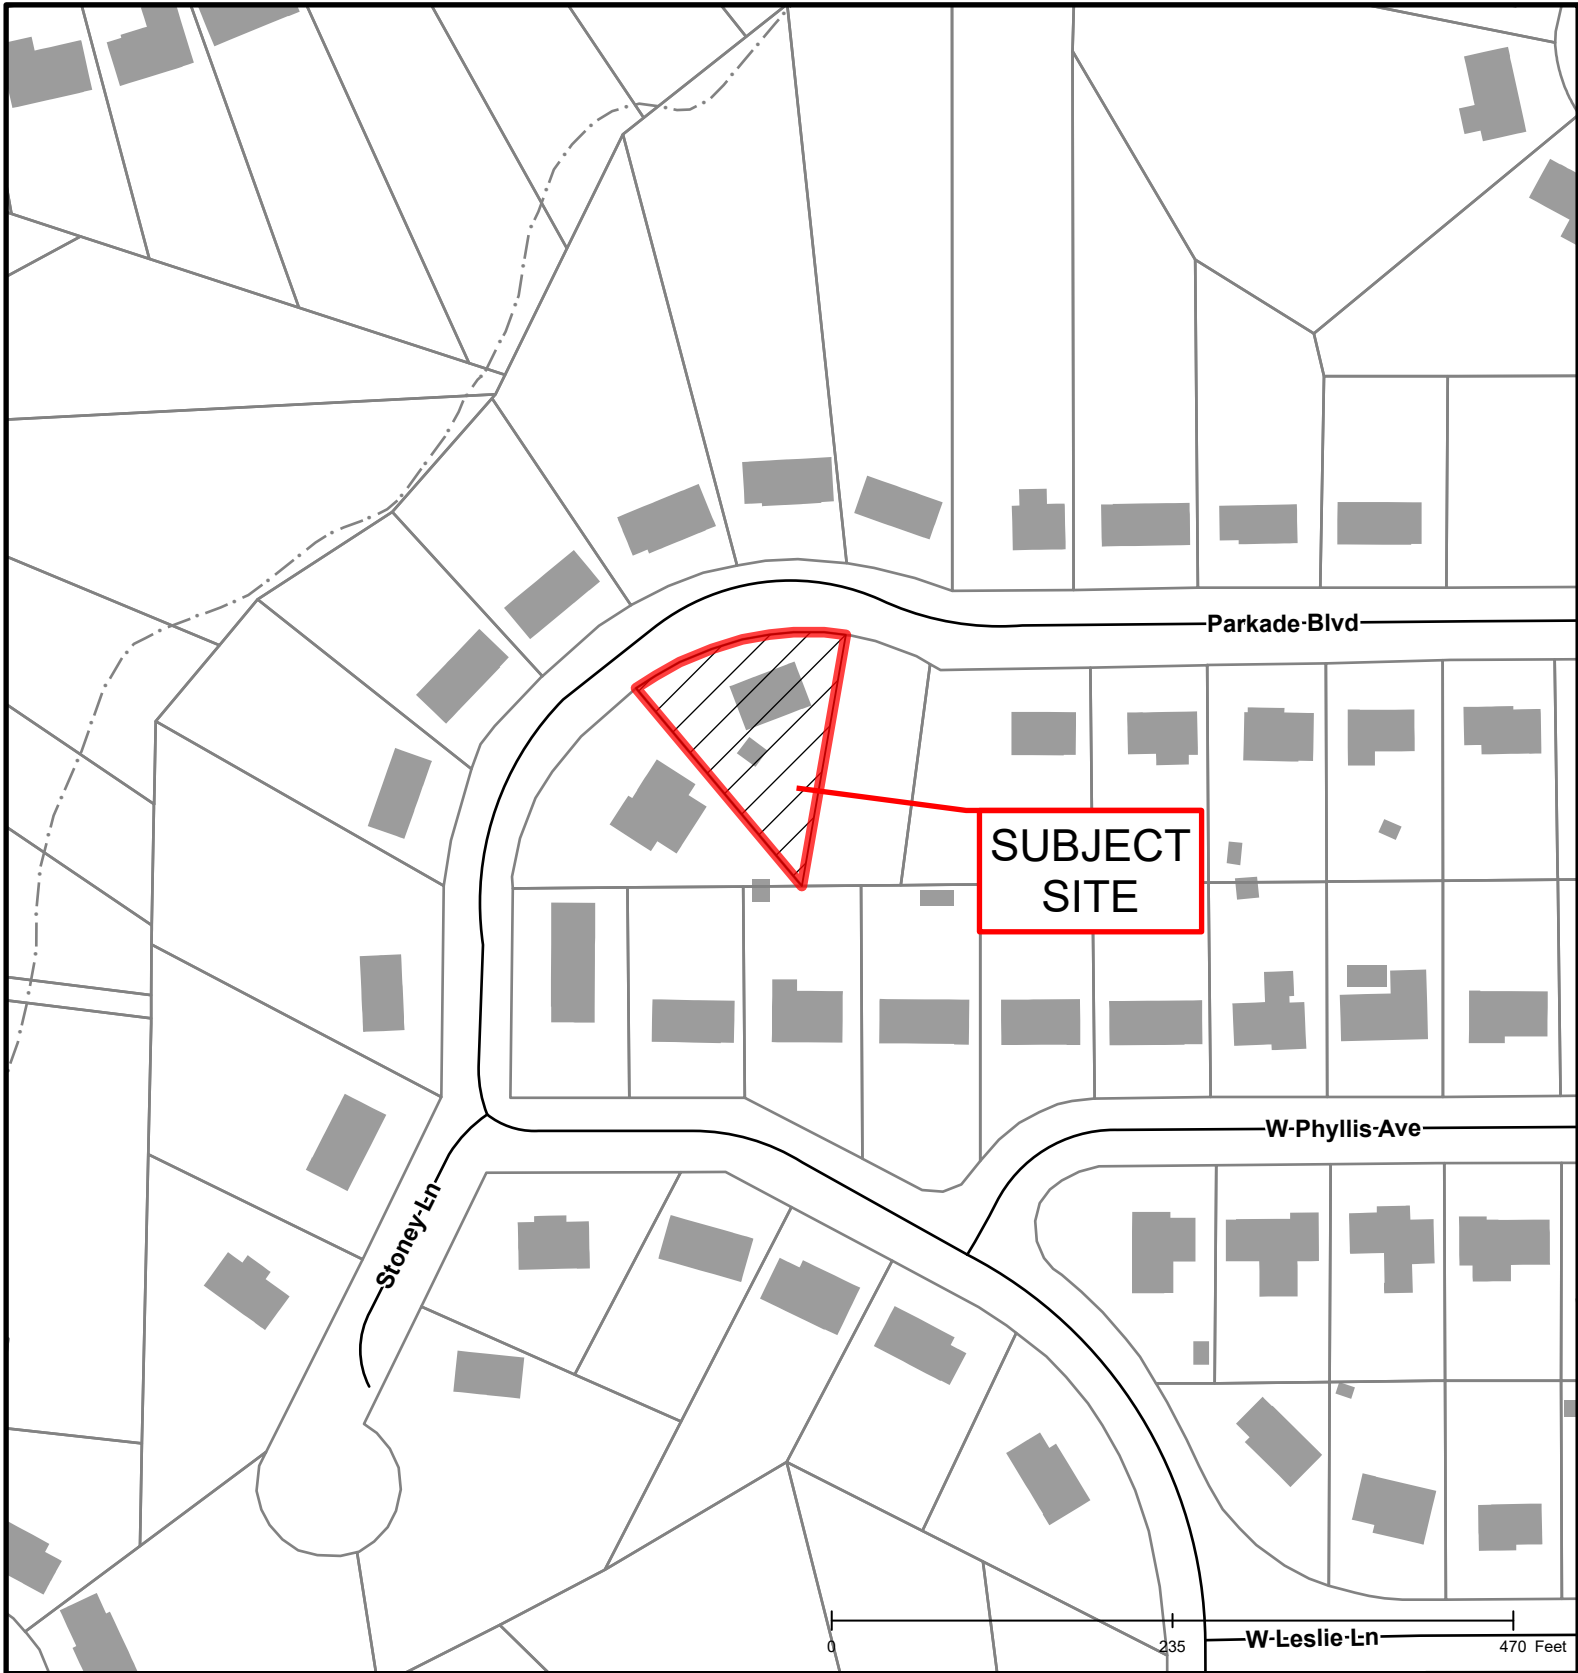 Parkade Blvd
SUBJECT
SITE
W Phyllis Ave
Stoney Ln
W Leslie Ln
0 235 470 Feet